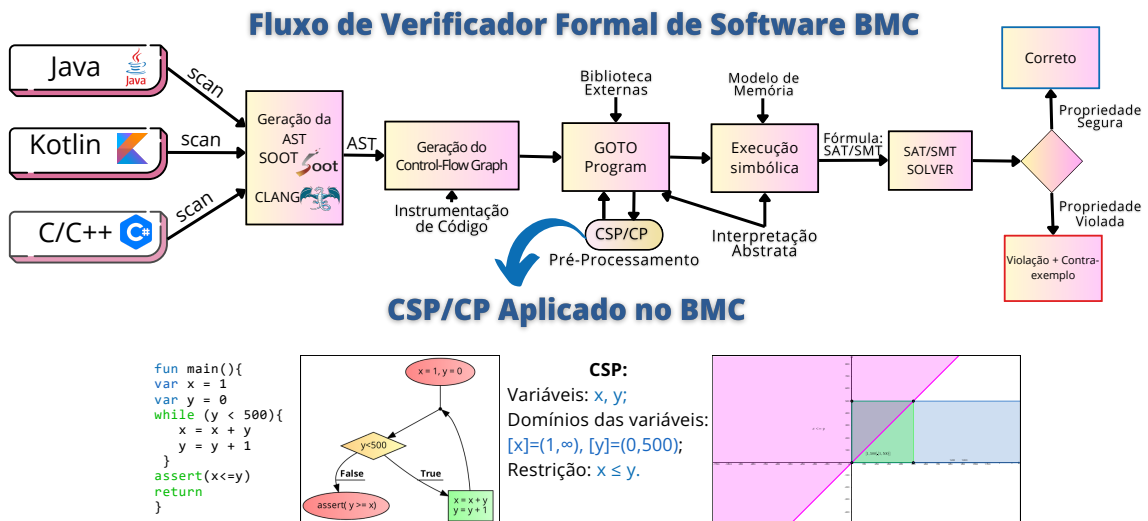 Fluxo de Verificador Formal de Software BMC
Java
Java
scan
Kotlin
scan
C/C++
C#
scan
Geração da
AST
SOOT
Soot
CLANG
AST
Geração do
Control-Flow Graph
Instrumentação
de Código
Biblioteca
Externas
GOTO
Program
CSP/CP
Pré-Processamento
Modelo de
Memória
Execução
simbólica
Interpretação
Abstrata
Fórmula:
SAT/SMT
SAT/SMT
SOLVER
Correto
Propriedade
Segura
Propriedade
Violada
Violação + Contra-
exemplo
CSP/CP Aplicado no BMC
fun main(){
var x = 1
var y = 0
while (y < 500){
x = x + y
y = y + 1
}
assert(x<=y)
return
}
x = 1, y = 0
y<500
False
True
assert( y >= x)
x = x + y
y = y + 1
CSP:
Variáveis: x, y;
Domínios das variáveis:
[x]=(1,∞), [y]=(0,500);
Restrição: x ≤ y.